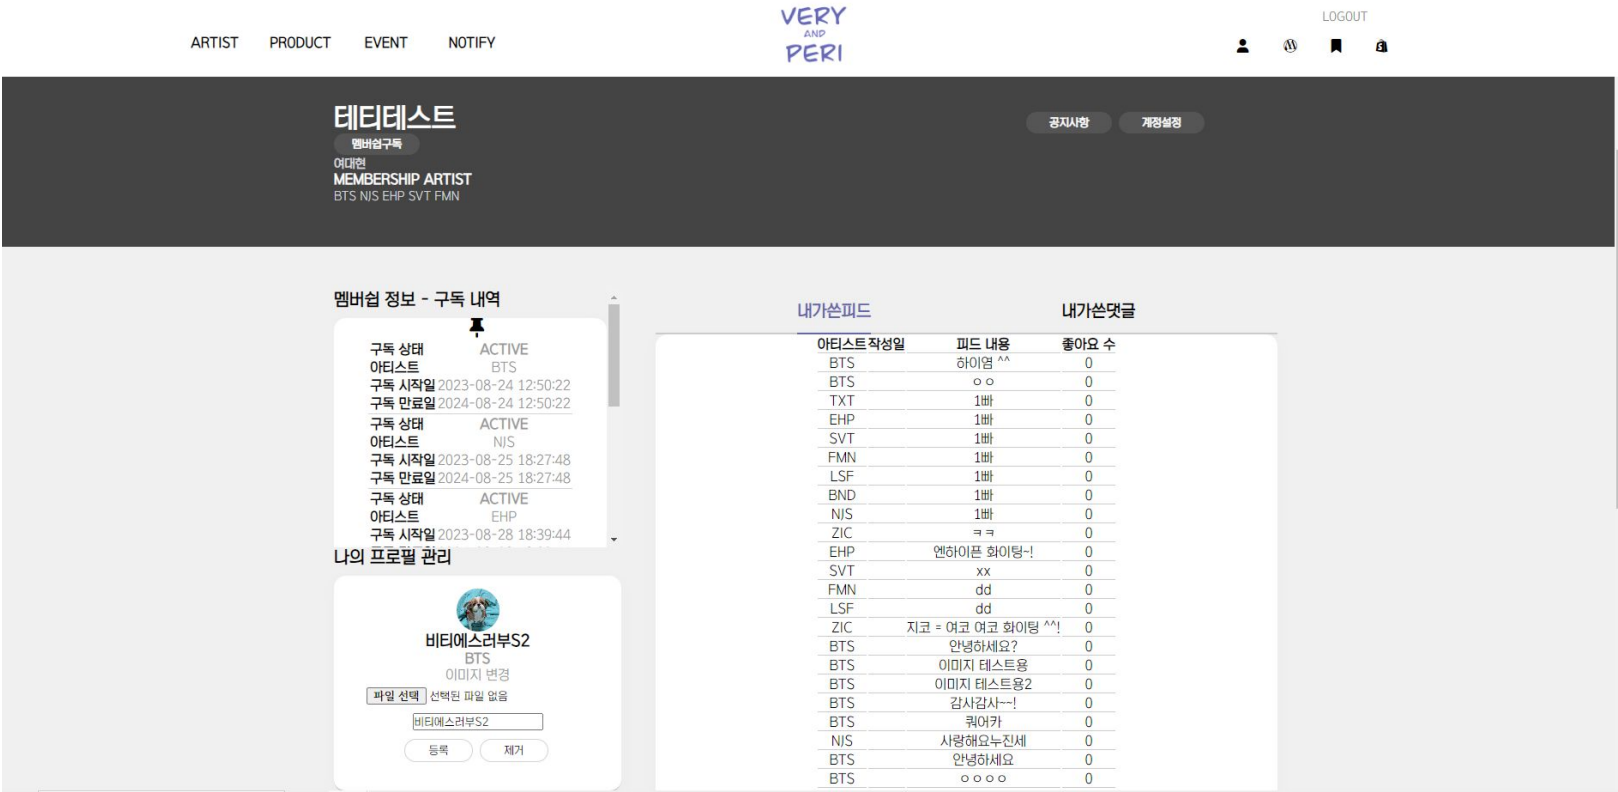 LOGOUT
ARTIST PRODUCT EVENT NOTIFY
VERY
AND
PERI
테티테스트
멤버쉽구독
여대현
MEMBERSHIP ARTIST
BTS NJS EHP SVT FMN
공지사항 계정설정
멤버쉽 정보 - 구독 내역
구독 상태 ACTIVE
아티스트 BTS
구독 시작일 2023-08-24 12:50:22
구독 만료일 2024-08-24 12:50:22
구독 상태 ACTIVE
아티스트 NJS
구독 시작일 2023-08-25 18:27:48
구독 만료일 2024-08-25 18:27:48
구독 상태 ACTIVE
아티스트 EHP
구독 시작일 2023-08-28 18:39:44
나의 프로필 관리
비티에스러부S2
BTS
이미지 변경
파일 선택 선택된 파일 없음
비티에스러부S2
등록 제거
내가쓴피드 내가쓴댓글
아티스트 작성일 피드 내용 좋아요 수
BTS 하이염 ^^ 0
BTS ㅇㅇ 0
TXT 1빠 0
EHP 1빠 0
SVT 1빠 0
FMN 1빠 0
LSF 1빠 0
BND 1빠 0
NJS 1빠 0
ZIC ㅋㅋ 0
EHP 엔하이픈 화이팅~! 0
SVT xx 0
FMN dd 0
LSF dd 0
ZIC 지코 = 여코 여코 화이팅 ^^! 0
BTS 안녕하세요? 0
BTS 이미지 테스트용 0
BTS 이미지 테스트용2 0
BTS 감사감사~~! 0
BTS 쿼어카 0
NJS 사랑해요누진세 0
BTS 안녕하세요 0
BTS ㅇㅇㅇㅇ 0